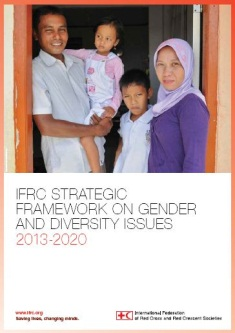 IFRC STRATEGIC
FRAMEWORK ON GENDER
AND DIVERSITY ISSUES
2013-2020
www.ifrc.org
Saving lives, changing minds.
International Federation
of Red Cross and Red Crescent Societies